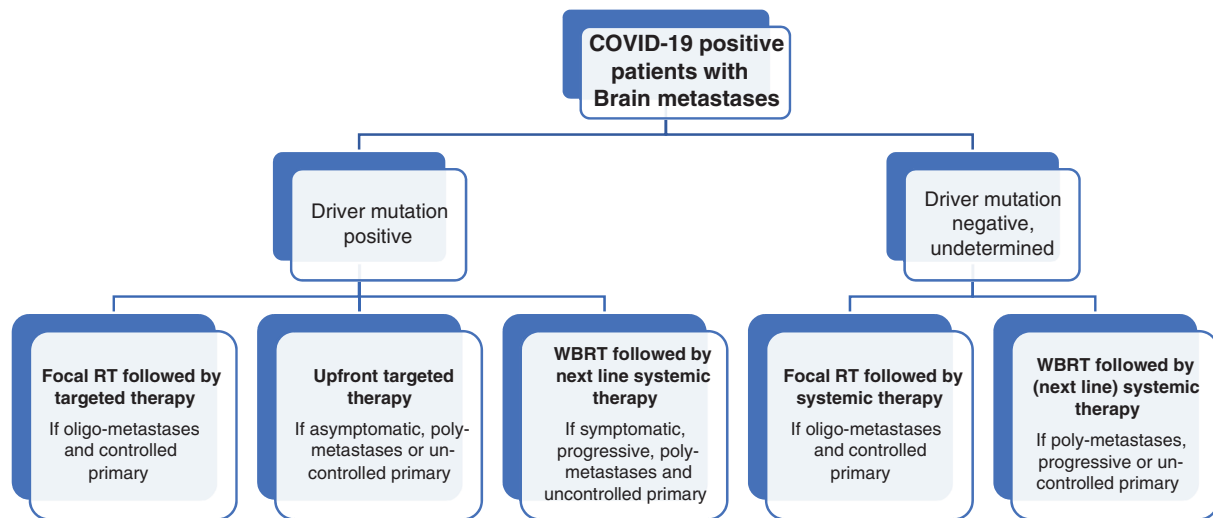 COVID-19 positive
patients with
Brain metastases
Driver mutation
positive
Driver mutation
negative,
undetermined
Focal RT followed by
targeted therapy
If oligo-metastases
and controlled
primary
Upfront targeted
therapy
If asymptomatic, poly-
metastases or un-
controlled primary
WBRT followed by
next line systemic
therapy
If symptomatic,
progressive, poly-
metastases and
uncontrolled primary
Focal RT followed by
systemic therapy
If oligo-metastases
and controlled
primary
WBRT followed by
(next line) systemic
therapy
If poly-metastases,
progressive or un-
controlled primary